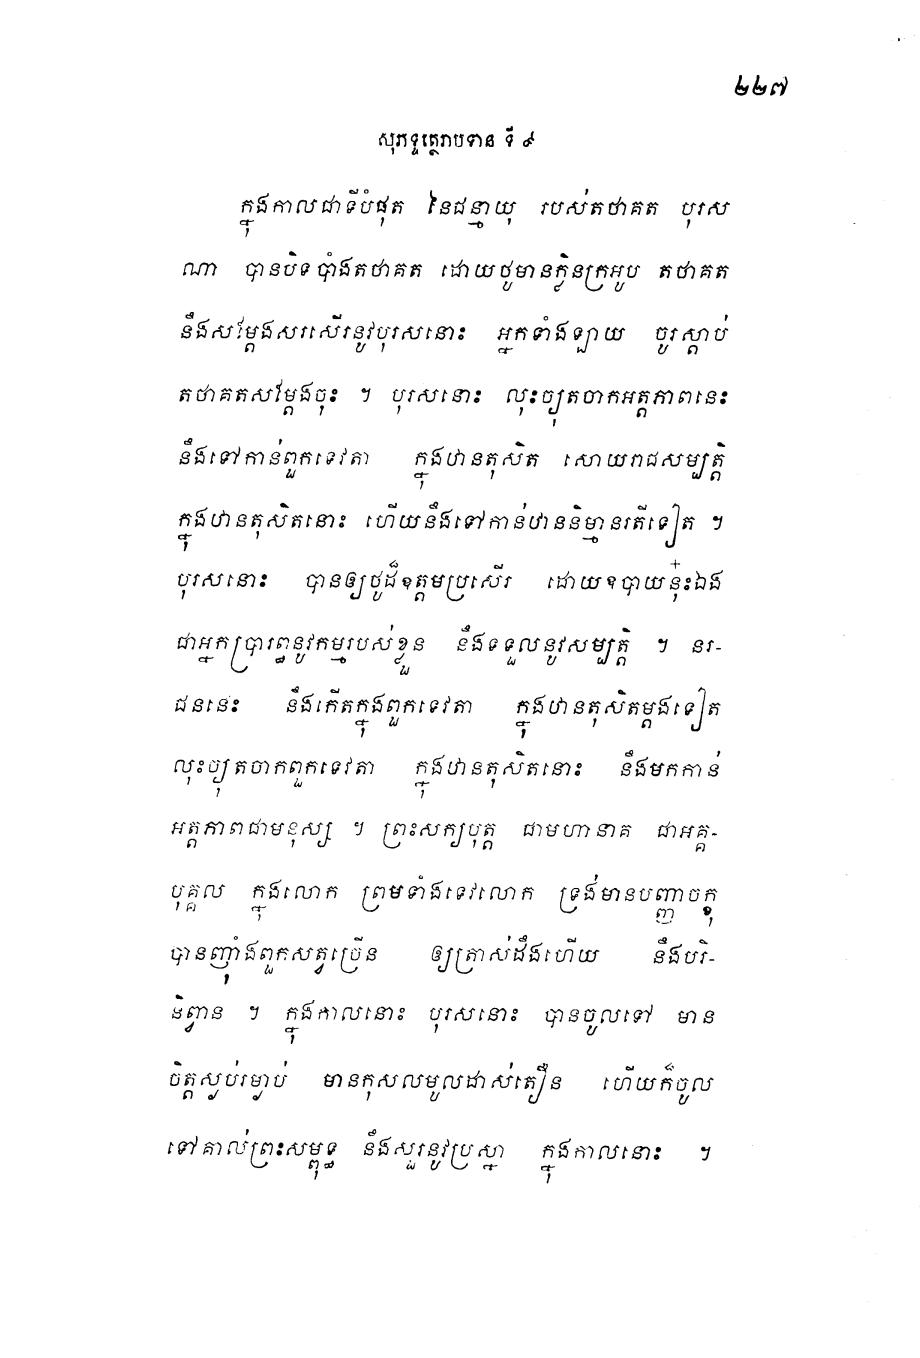 ២២៧
សុភទ្ទត្ថេរាបទាន ទី ៩
ក្នុងកាលជាទីបំផុត នៃជន្មាយុ របស់តថាគត បុរស
ណា បានបិទបាំងតថាគត ដោយថូមានក្លិនក្រអូប តថាគត
នឹងសម្ដែងសរសើរនូវបុរសនោះ អ្នកទាំងឡាយ ចូរស្ដាប់
តថាគតសម្ដែងចុះ ។ បុរសនោះ លុះច្យុតចាកអត្តភាពនេះ
នឹងទៅកាន់ពួកទេវតា ក្នុងឋានតុសិត សោយរាជសម្បត្តិ
ក្នុងឋានតុសិតនោះ ហើយនឹងទៅកាន់ឋាននិម្មានរតីទៀត ។
បុរសនោះ បានឲ្យថូដ៏ឧត្តមប្រសើរ ដោយឧបាយនុ៎ះឯង
ជាអ្នកប្រារព្ធនូវកម្មរបស់ខ្លួន នឹងទទួលនូវសម្បត្តិ ។ នរ-
ជននេះ នឹងកើតក្នុងពួកទេវតា ក្នុងឋានតុសិតម្ដងទៀត
លុះច្យុតចាកពួកទេវតា ក្នុងឋានតុសិតនោះ នឹងមកកាន់
អត្តភាពជាមនុស្ស ។ ព្រះសក្យបុត្ត ជាមហានាគ ជាអគ្គ-
បុគ្គល ក្នុងលោក ព្រមទាំងទេវលោក ទ្រង់មានបញ្ញាចក្ខុ
បានញុំាំងពួកសត្វច្រើន ឲ្យត្រាស់ដឹងហើយ នឹងបរិ-
និព្វាន ។ ក្នុងកាលនោះ បុរសនោះ បានចូលទៅ មាន
ចិត្តស្ងប់រម្ងាប់ មានកុសលមូលដាស់តឿន ហើយក៏ចូល
ទៅគាល់ព្រះសម្ពុទ្ធ នឹងសួរនូវប្រស្នា ក្នុងកាលនោះ ។